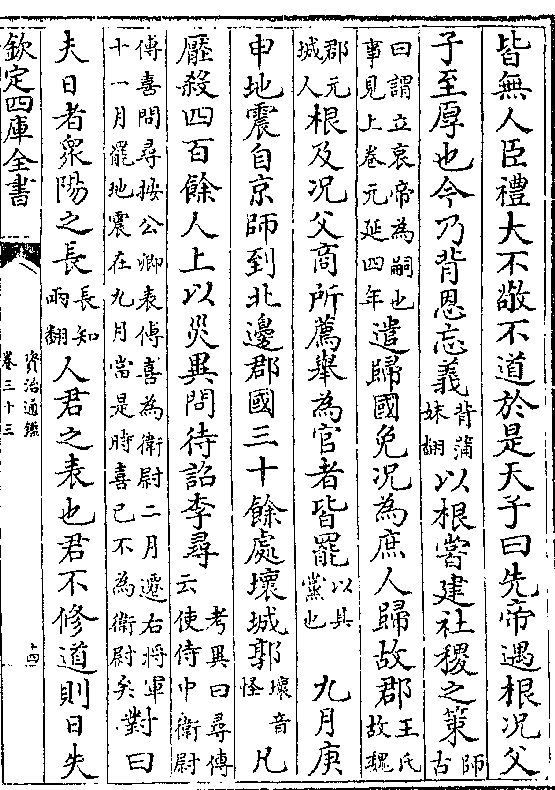 皆無人臣禮大不敬不道於是天子曰先帝遇根况父
子至厚也今乃背恩忘義背蒲妹翻以根嘗建社稷之策師古
曰謂立哀帝為嗣也事見上卷元延四年遣歸國免况為庶人歸故郡王氏故魏
郡元城人根及况父商所薦舉為官者皆罷以其黨也九月庚
申地震自京師到北邊郡國三十餘處壞城郭壞音怪凡
壓殺四百餘人上以災異問待詔李尋考異曰尋傳云使侍中衛尉
傅喜問尋按公卿表傅喜為衛尉二月遷右將軍十一月罷地震在九月當是時喜已不為衛尉矣對曰
夫日者衆陽之長長知兩翻人君之表也君不修道則日失
欽定四庫全書
資治通鑑
卷三十三
十四